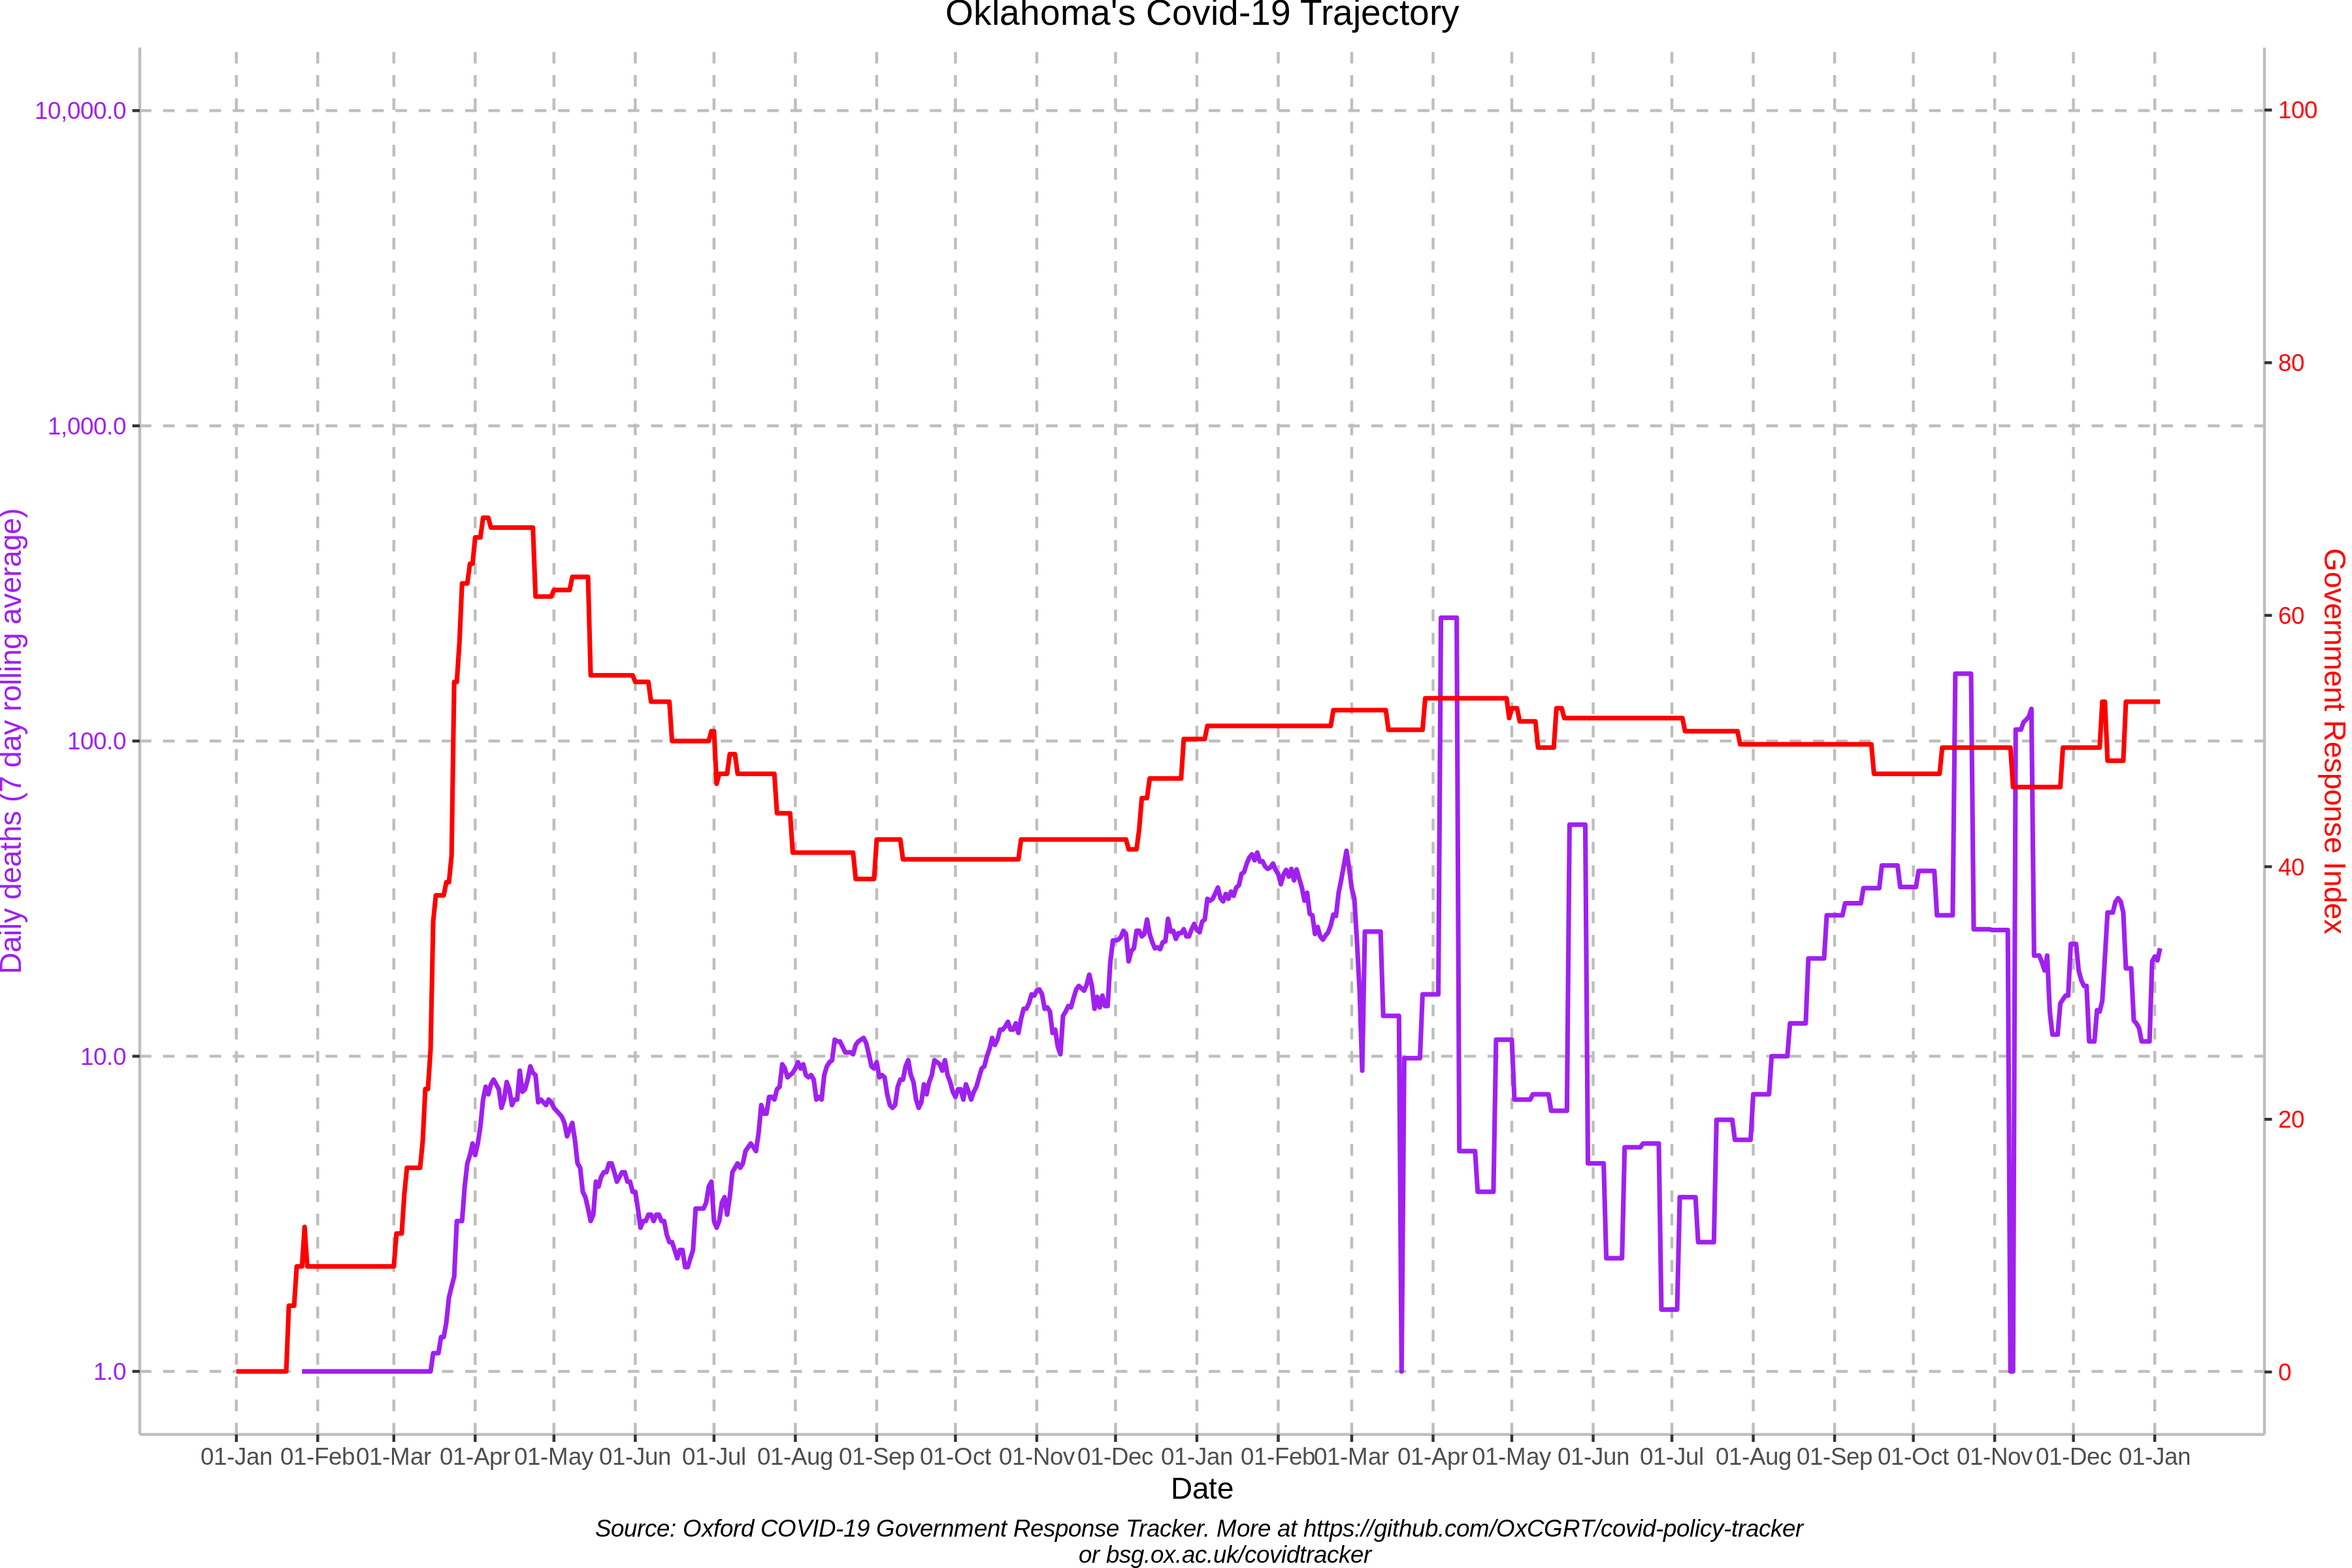 Oklahoma's Covid-19 Trajectory
Daily deaths (7 day rolling average)
10,000.0
1,000.0
100.0
10.0
1.0
100
80
60
40
20
0
Government Response Index
01-Jan 01-Feb 01-Mar 01-Apr 01-May 01-Jun 01-Jul 01-Aug 01-Sep 01-Oct 01-Nov 01-Dec 01-Jan 01-Feb 01-Mar 01-Apr 01-May 01-Jun 01-Jul 01-Aug 01-Sep 01-Oct 01-Nov 01-Dec 01-Jan
Date
Source: Oxford COVID-19 Government Response Tracker. More at https://github.com/OxCGRT/covid-policy-tracker
or bsg.ox.ac.uk/covidtracker